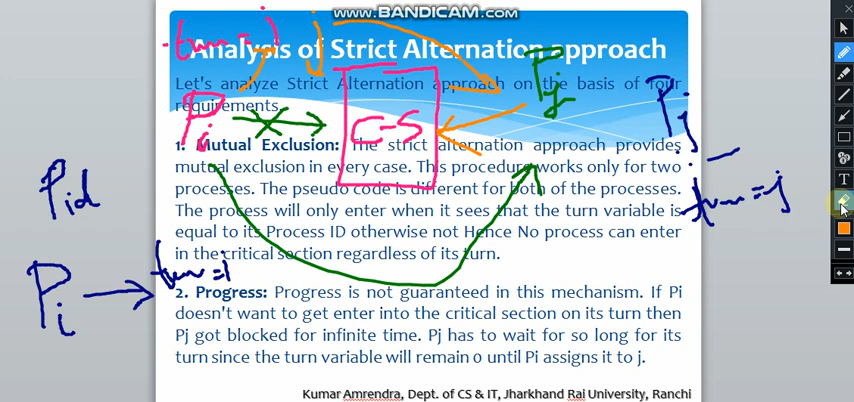 www.BANDICAM.com
turn = j
j
Analysis of Strict Alternation approach
Let's analyze Strict Alternation approach on the basis of four
requirements.
Pi
C-S
Pj
Pj
1. Mutual Exclusion: The strict alternation approach provides
mutual exclusion in every case. This procedure works only for two
processes. The pseudo code is different for both of the processes.
The process will only enter when it sees that the turn variable is
equal to its Process ID otherwise not Hence No process can enter
in the critical section regardless of its turn.
Pid
turn = j
Pi
turn = i
2. Progress: Progress is not guaranteed in this mechanism. If Pi
doesn't want to get enter into the critical section on its turn then
Pj got blocked for infinite time. Pj has to wait for so long for its
turn since the turn variable will remain 0 until Pi assigns it to j.
Kumar Amrendra, Dept. of CS & IT, Jharkhand Rai University, Ranchi
T